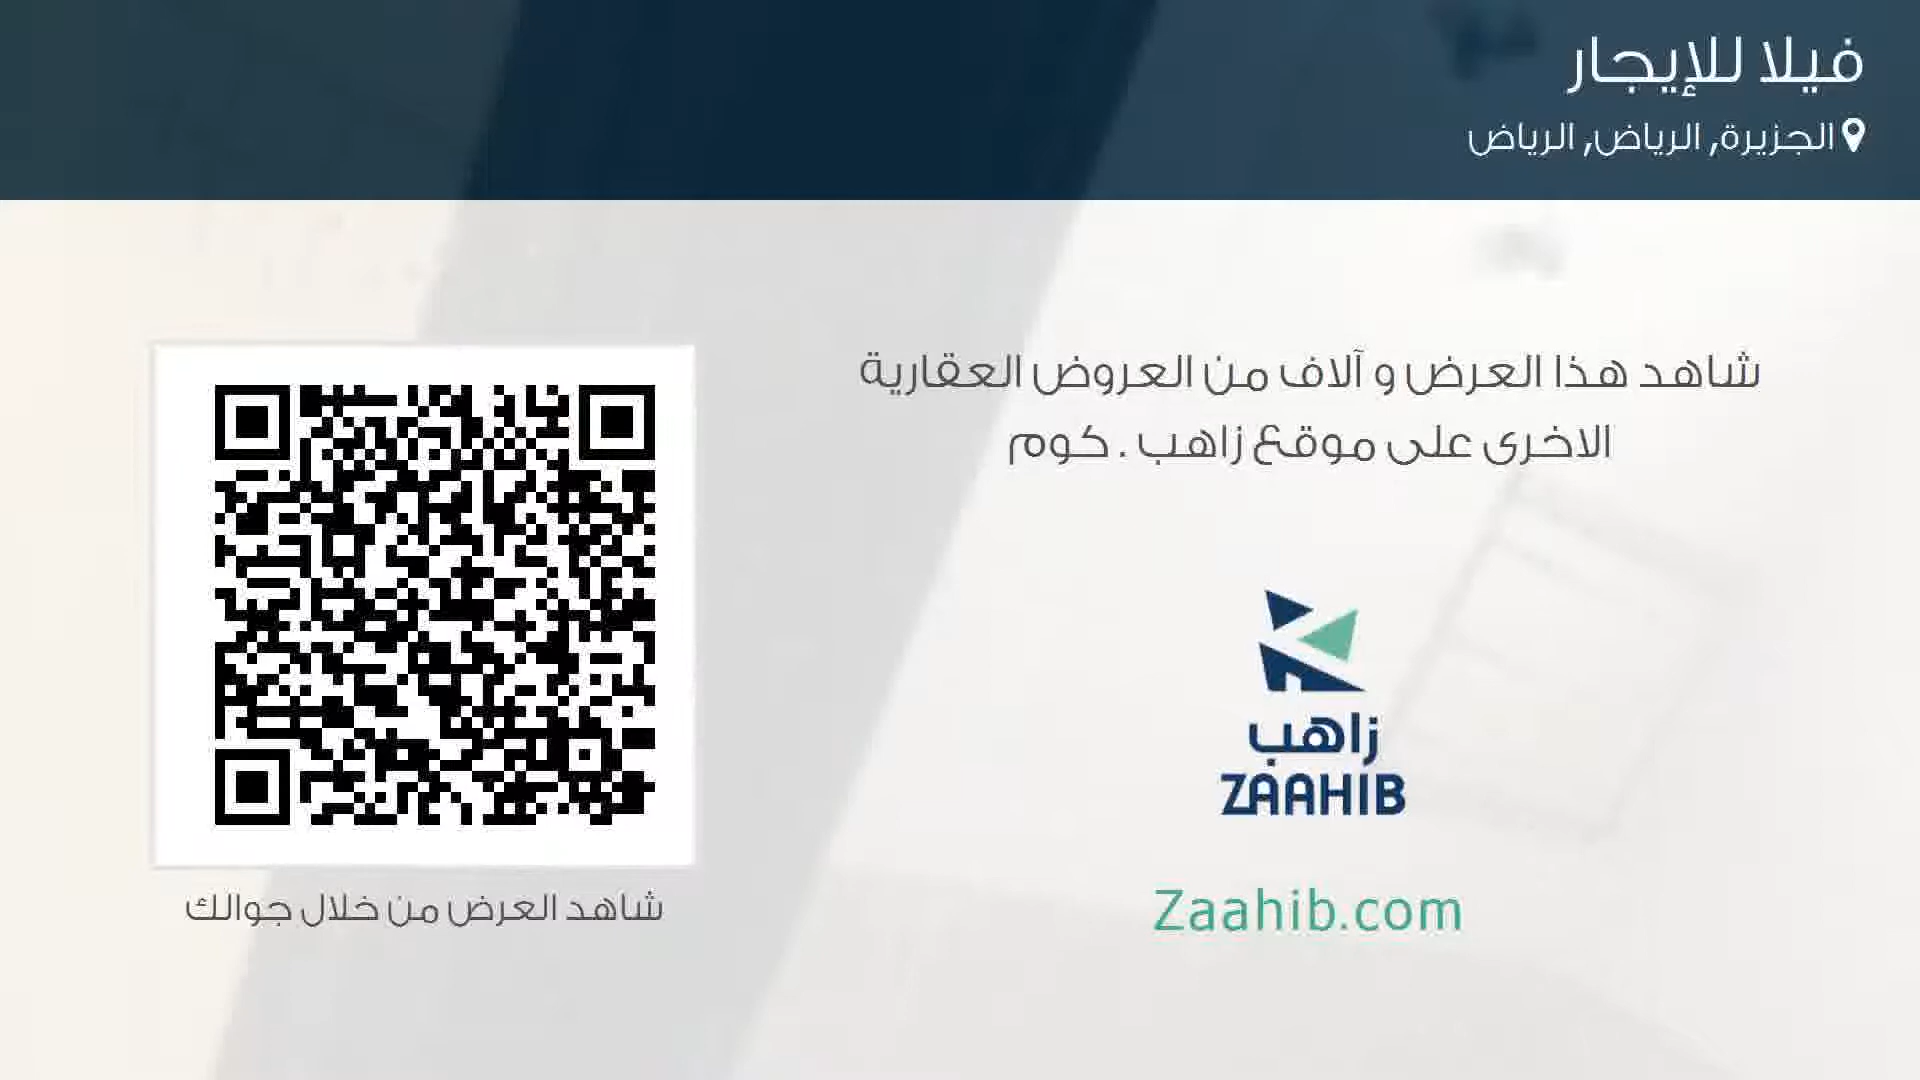 فيلا للإيجار
الجزيرة, الرياض, الرياض
شاهد هذا العرض و آلاف من العروض العقارية
الاخرى على موقع زاهب . كوم
زاهب
ZAAHIB
Zaahib.com
شاهد العرض من خلال جوالك